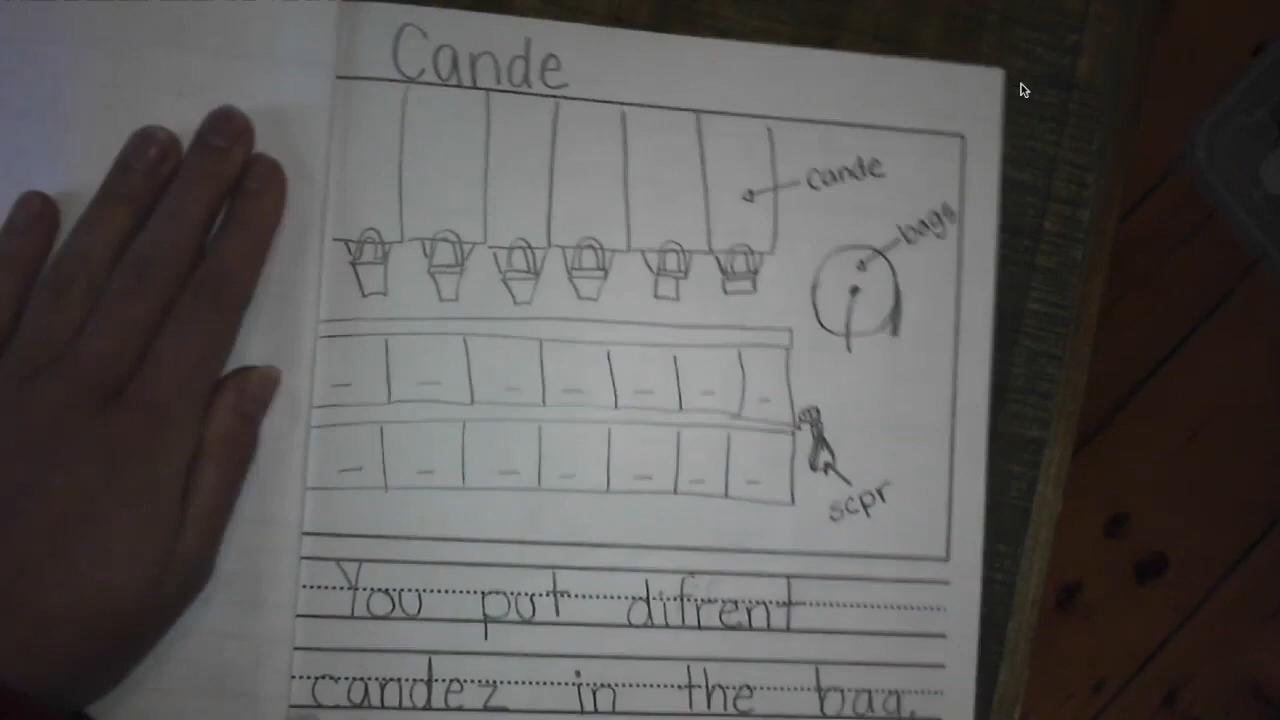 Cande
cande
bags
scpr
You put difrent
candez in the bag.